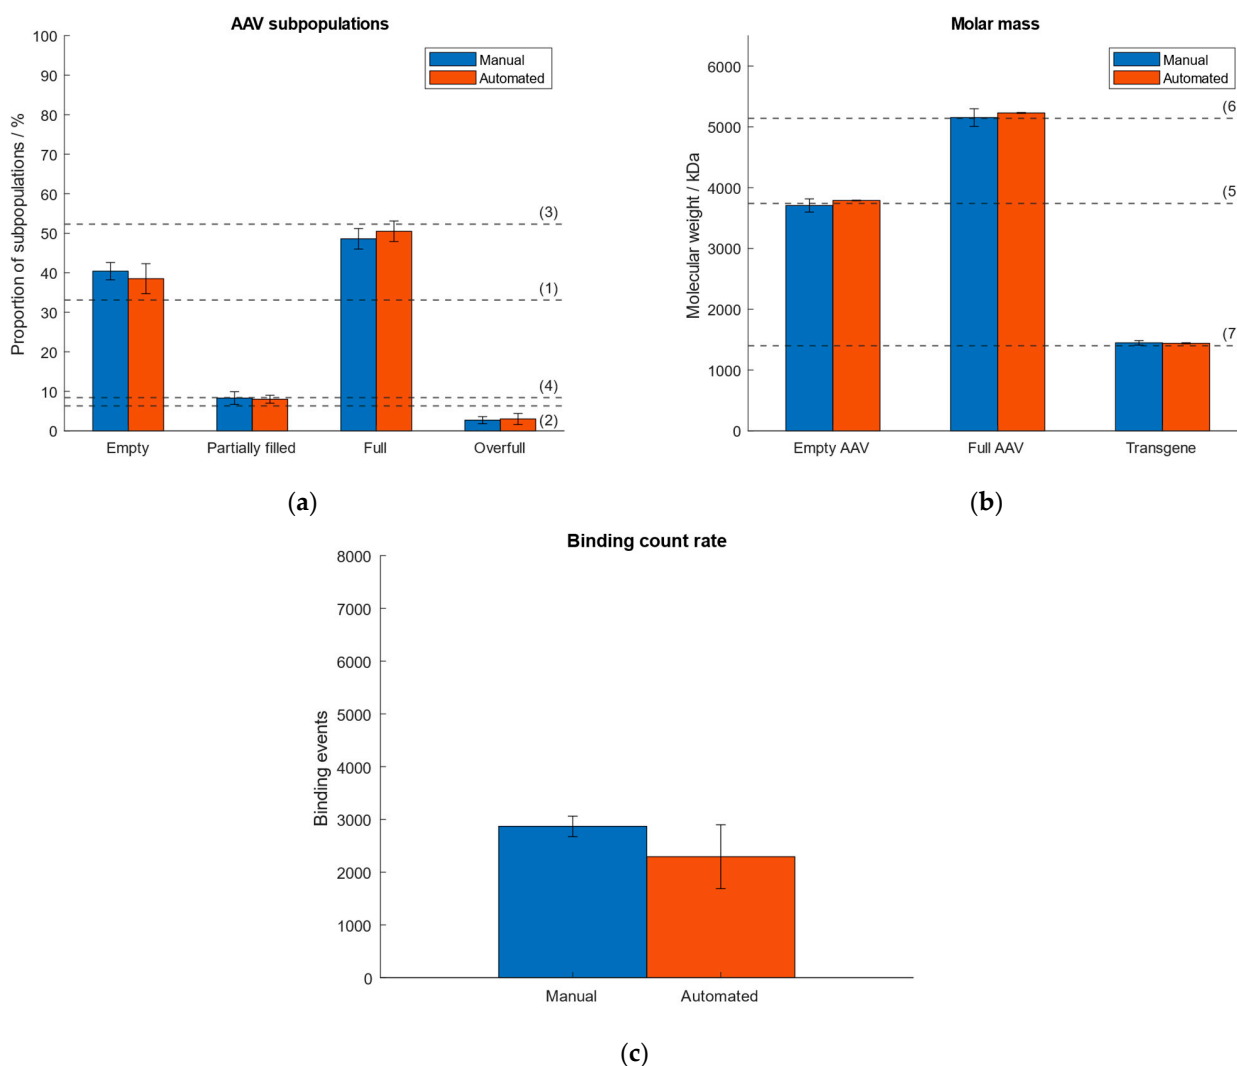 AAV subpopulations
Manual
Automated
Proportion of subpopulations / %
100
90
80
70
60
50
40
30
20
10
0
(3)
(1)
(4)
(2)
Empty Partially filled Full Overfull
(a)
Molar mass
Manual
Automated
Molecular weight / kDa
6000
5000
4000
3000
2000
1000
0
(6
(5
(7
Empty AAV Full AAV Transgene
(b)
Binding count rate
Binding events
8000
7000
6000
5000
4000
3000
2000
1000
0
Manual Automated
(c)